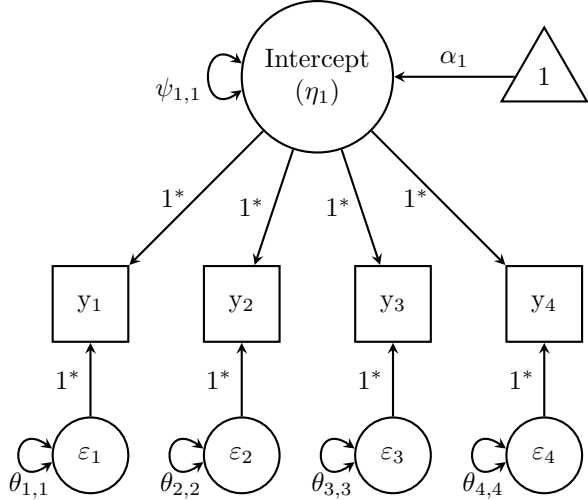 Intercept
(η₁)
ψ₁,₁
α₁
1
1* 1* 1* 1*
y₁ y₂ y₃ y₄
1* 1* 1* 1*
ε₁ ε₂ ε₃ ε₄
θ₁,₁ θ₂,₂ θ₃,₃ θ₄,₄